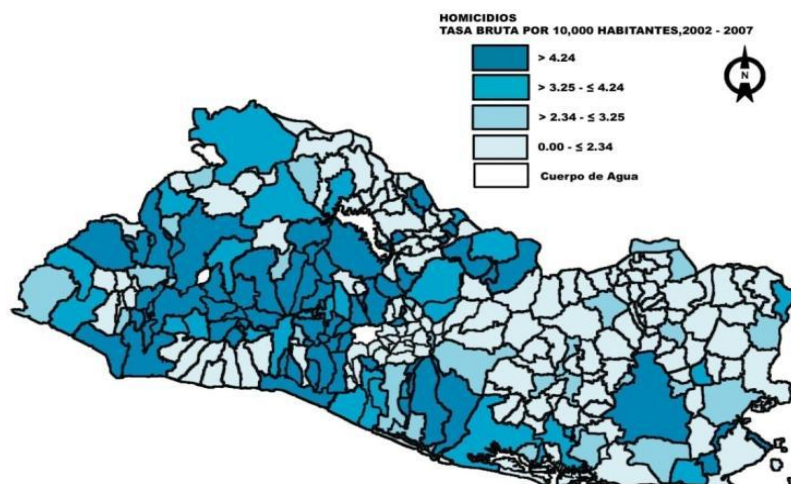 HOMICIDIOS
TASA BRUTA POR 10,000 HABITANTES,2002 - 2007
> 4.24
> 3.25 - ≤ 4.24
> 2.34 - ≤ 3.25
0.00 - ≤ 2.34
Cuerpo de Agua
N